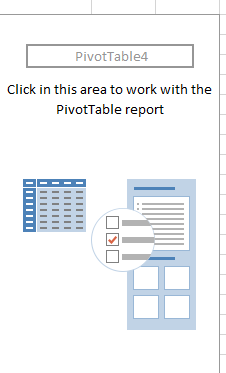 PivotTable4
Click in this area to work with the
PivotTable report